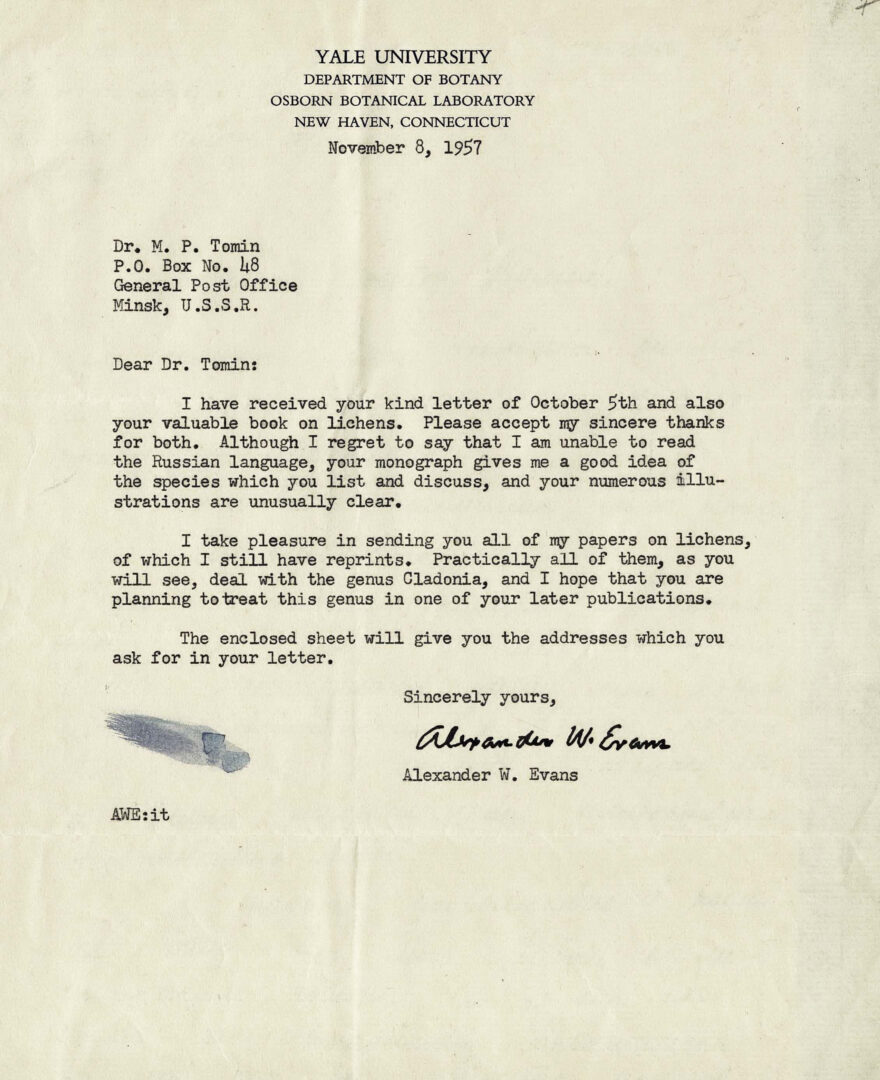 YALE UNIVERSITY
DEPARTMENT OF BOTANY
OSBORN BOTANICAL LABORATORY
NEW HAVEN, CONNECTICUT
November 8, 1957
Dr. M. P. Tomin
P.O. Box No. 48
General Post Office
Minsk, U.S.S.R.
Dear Dr. Tomin:
I have received your kind letter of October 5th and also
your valuable book on lichens. Please accept my sincere thanks
for both. Although I regret to say that I am unable to read
the Russian language, your monograph gives me a good idea of
the species which you list and discuss, and your numerous illu-
strations are unusually clear.
I take pleasure in sending you all of my papers on lichens,
of which I still have reprints. Practically all of them, as you
will see, deal with the genus Cladonia, and I hope that you are
planning to treat this genus in one of your later publications.
The enclosed sheet will give you the addresses which you
ask for in your letter.
Sincerely yours,
Alexander W. Evans
Alexander W. Evans
AWE:it